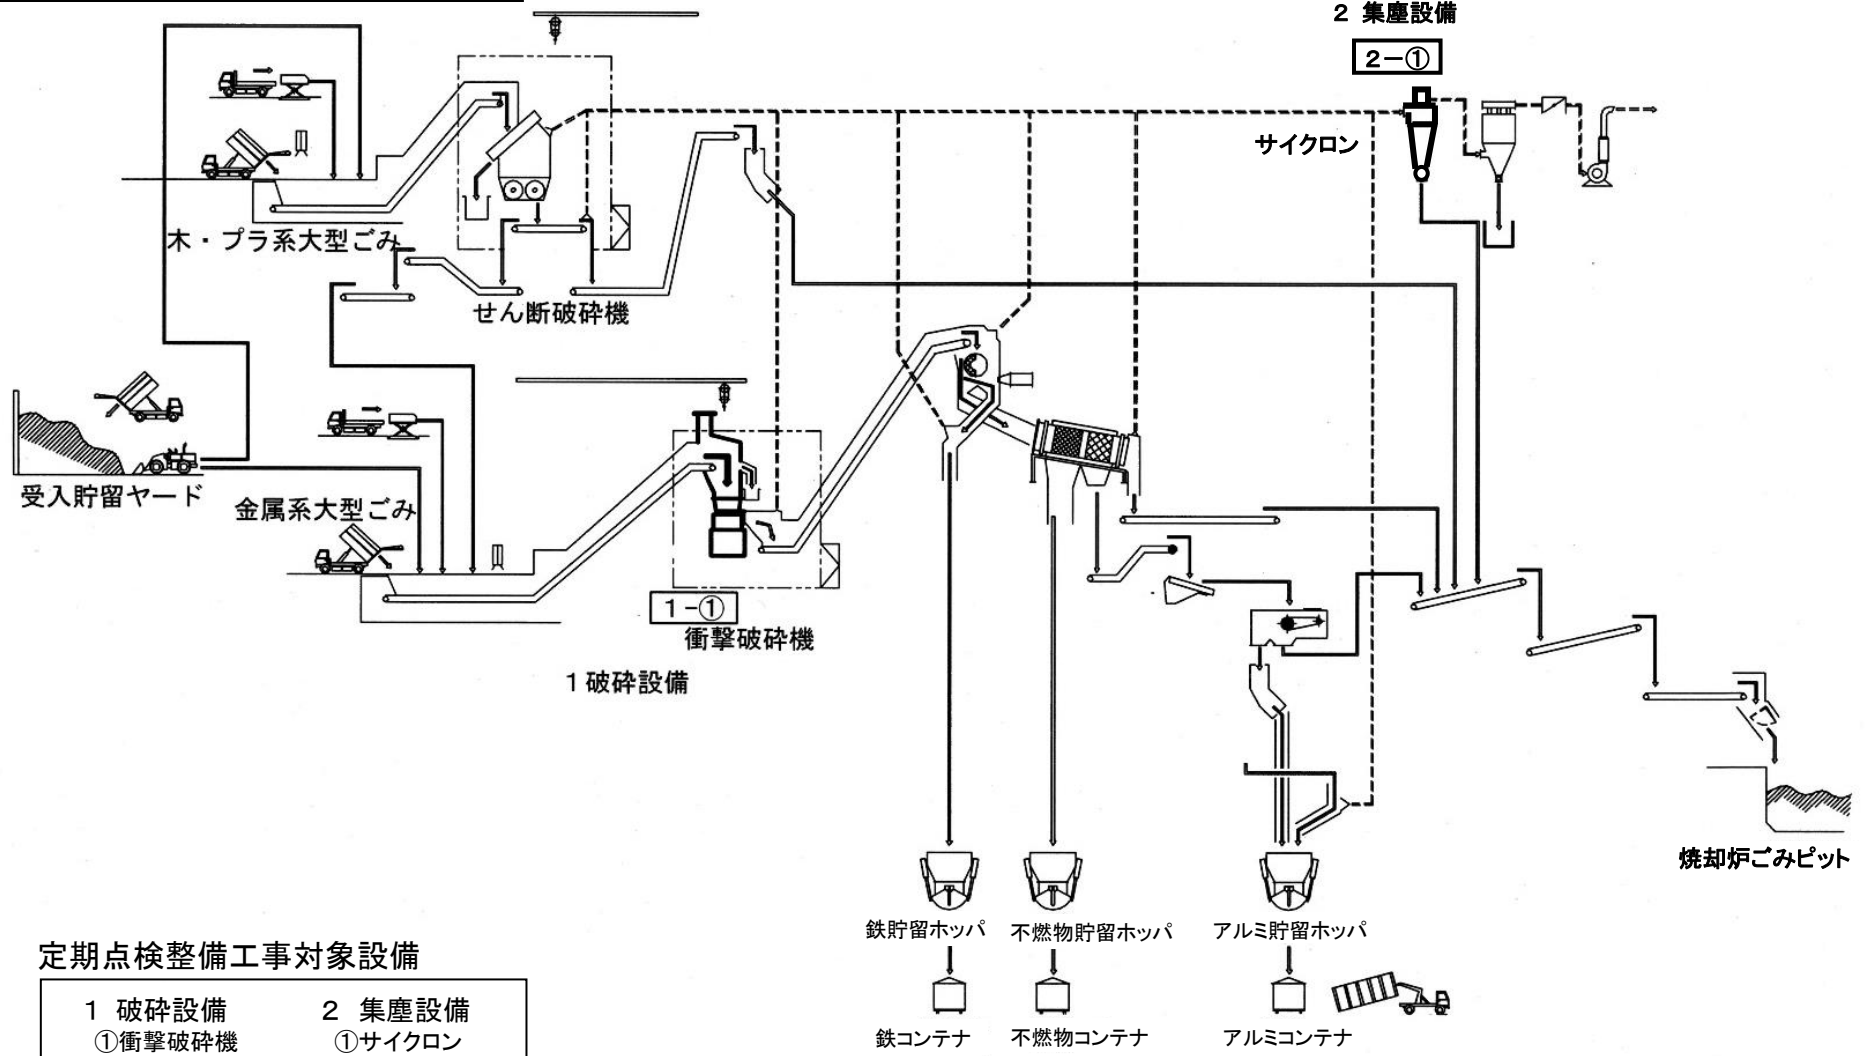 2 集塵設備
2－①
サイクロン
木・プラ系大型ごみ
せん断破砕機
受入貯留ヤード
金属系大型ごみ
1-①
衝撃破砕機
1破砕設備
焼却炉ごみピット
鉄貯留ホッパ 不燃物貯留ホッパ アルミ貯留ホッパ
鉄コンテナ 不燃物コンテナ アルミコンテナ
定期点検整備工事対象設備
1 破砕設備 2 集塵設備
①衝撃破砕機 ①サイクロン